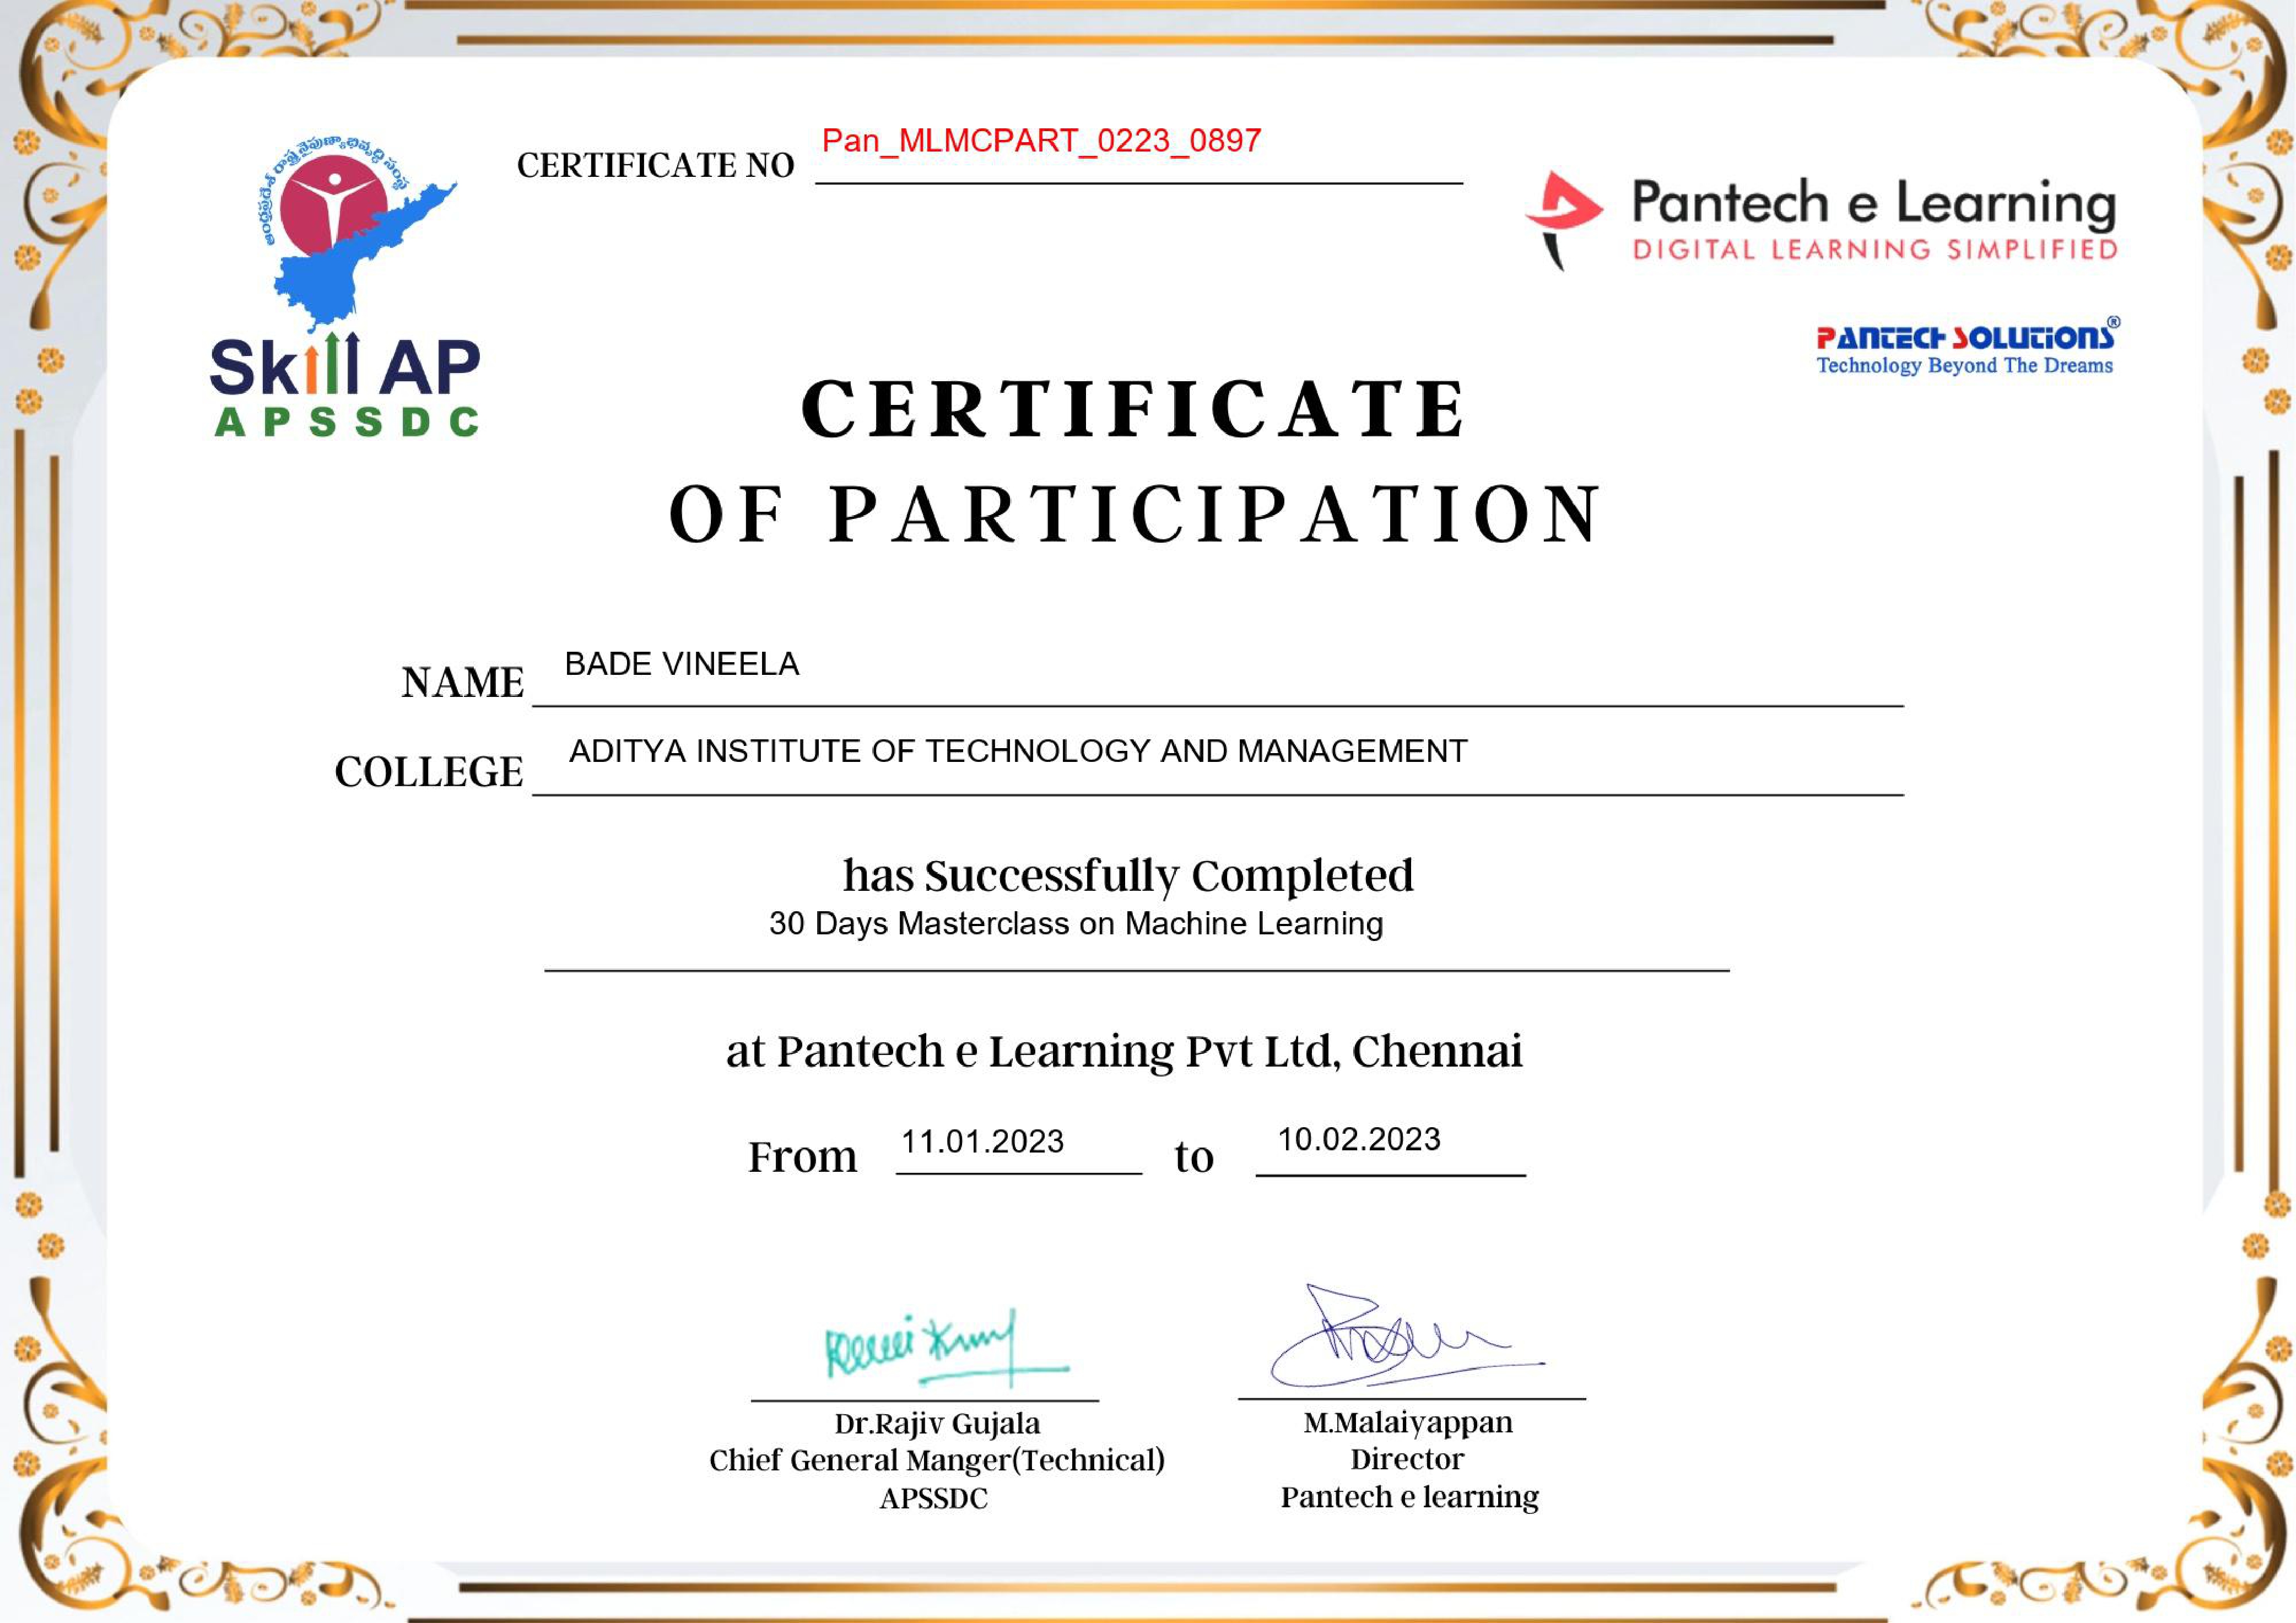 ఆంధ్రప్రదేశ్ రాష్ట్ర నైపుణ్యాభివృద్ధి సంస్థ
Skill AP
APSSDC
CERTIFICATE NO Pan_MLMCPART_0223_0897
Pantech e Learning
DIGITAL LEARNING SIMPLIFIED
PANTECH SOLUTIONS®
Technology Beyond The Dreams
CERTIFICATE
OF PARTICIPATION
NAME BADE VINEELA
COLLEGE ADITYA INSTITUTE OF TECHNOLOGY AND MANAGEMENT
has Successfully Completed
30 Days Masterclass on Machine Learning
at Pantech e Learning Pvt Ltd, Chennai
From 11.01.2023 to 10.02.2023
Dr.Rajiv Gujala
Chief General Manger(Technical)
APSSDC
M.Malaiyappan
Director
Pantech e learning